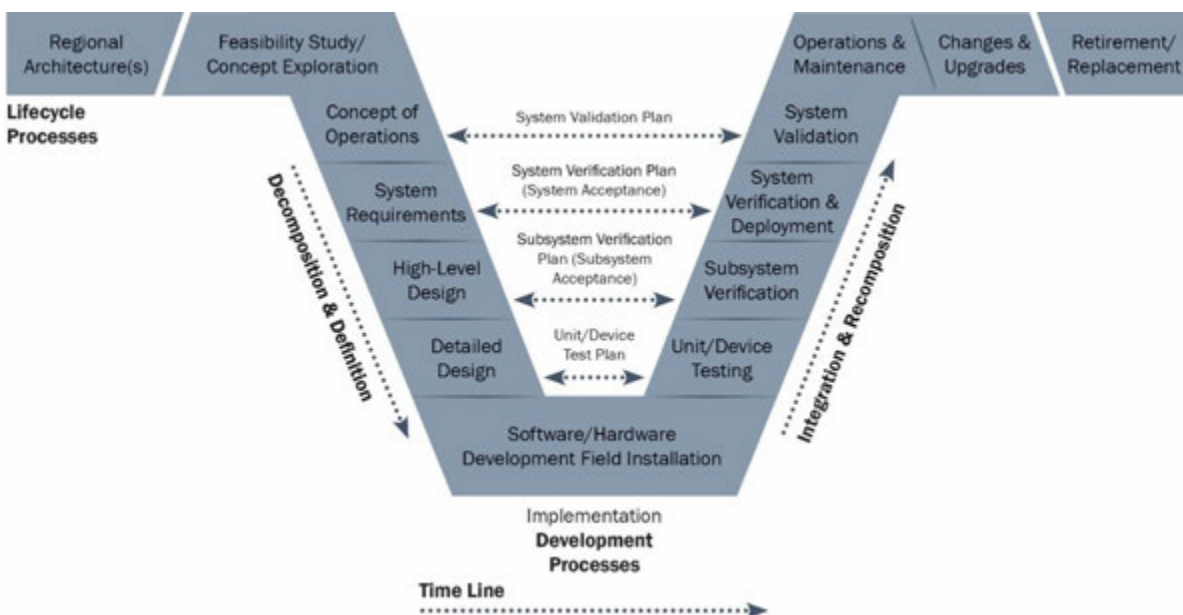 Regional
Architecture(s)
Feasibility Study/
Concept Exploration
Operations &
Maintenance
Changes &
Upgrades
Retirement/
Replacement
Lifecycle
Processes
Concept of
Operations
System Validation Plan
System
Validation
System
Requirements
System Verification Plan
(System Acceptance)
System
Verification &
Deployment
High-Level
Design
Subsystem Verification
Plan (Subsystem
Acceptance)
Subsystem
Verification
Detailed
Design
Unit/Device
Test Plan
Unit/Device
Testing
Decomposition & Definition
Integration & Recomposition
Software/Hardware
Development Field Installation
Implementation
Development
Processes
Time Line